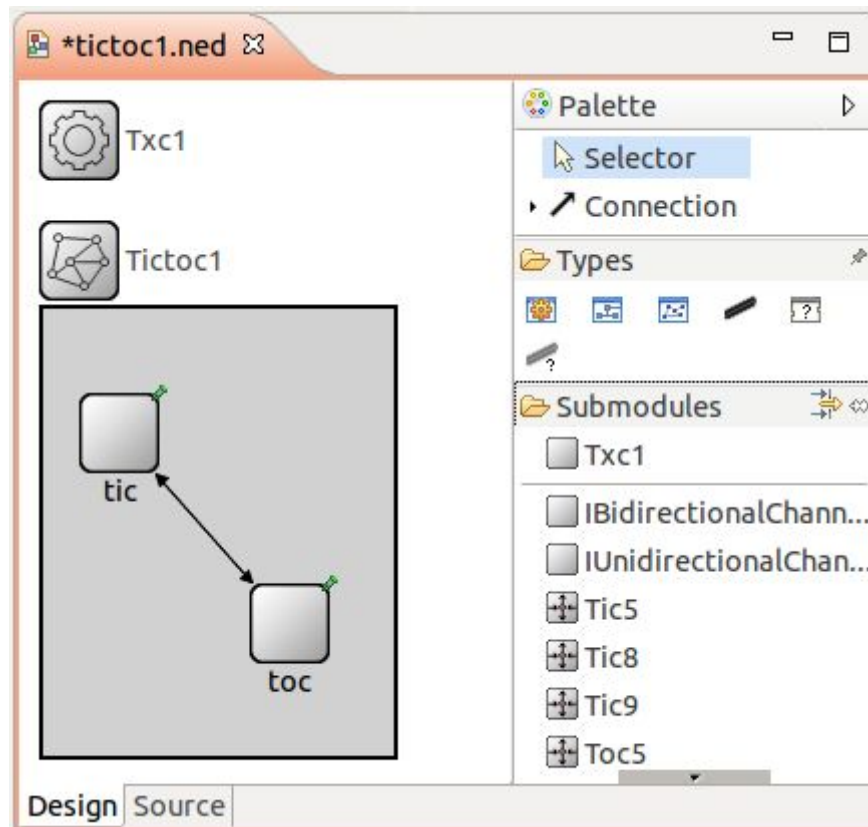 *tictoc1.ned
Txc1
Tictoc1
tic
toc
Palette
Selector
Connection
Types
Submodules
Txc1
IBidirectionalChann...
IUnidirectionalChan...
Tic5
Tic8
Tic9
Toc5
Design Source